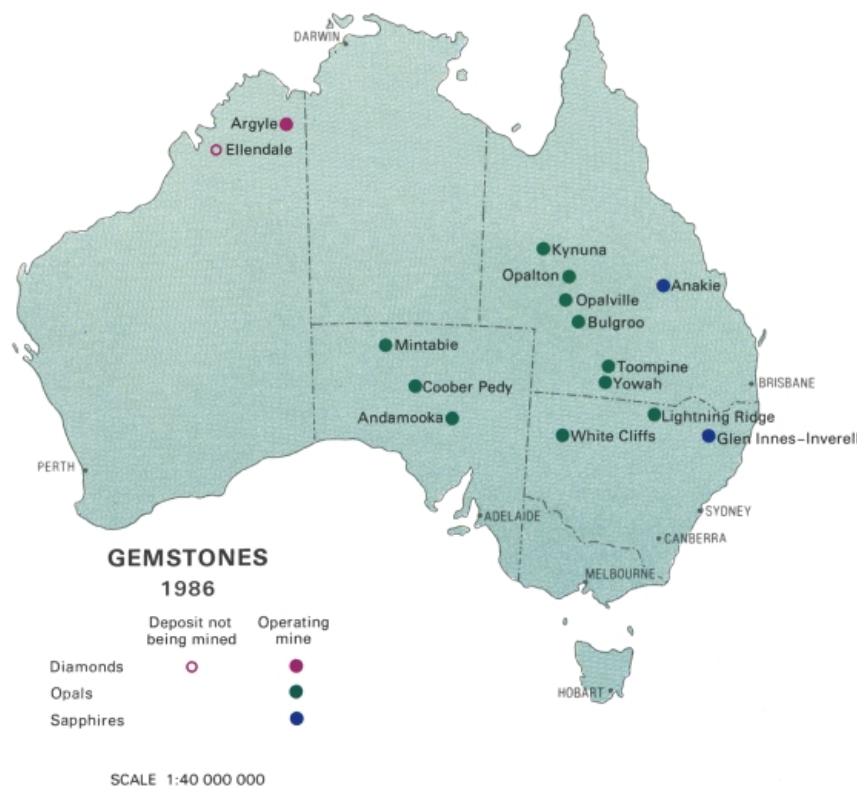 DARWIN
Argyle
Ellendale
Kynuna
Opalton
Anakie
Opalville
Bulgroo
Mintabie
Toompine
Yowah
BRISBANE
Coober Pedy
Andamooka
Lightning Ridge
White Cliffs
Glen Innes–Inverell
PERTH
SYDNEY
ADELAIDE
CANBERRA
MELBOURNE
HOBART
GEMSTONES
1986
Deposit not
being mined
Operating
mine
Diamonds
Opals
Sapphires
SCALE 1:40 000 000